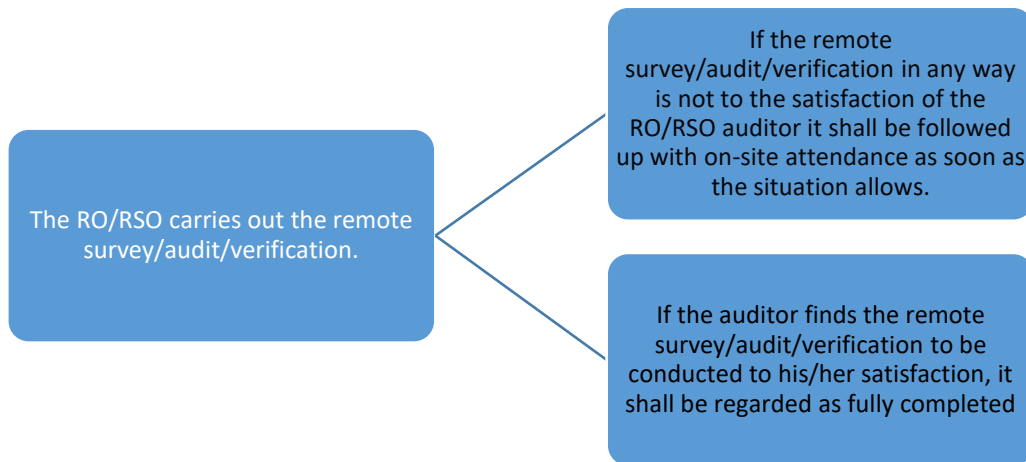 The RO/RSO carries out the remote
survey/audit/verification.
If the remote
survey/audit/verification in any way
is not to the satisfaction of the
RO/RSO auditor it shall be followed
up with on-site attendance as soon as
the situation allows.
If the auditor finds the remote
survey/audit/verification to be
conducted to his/her satisfaction, it
shall be regarded as fully completed